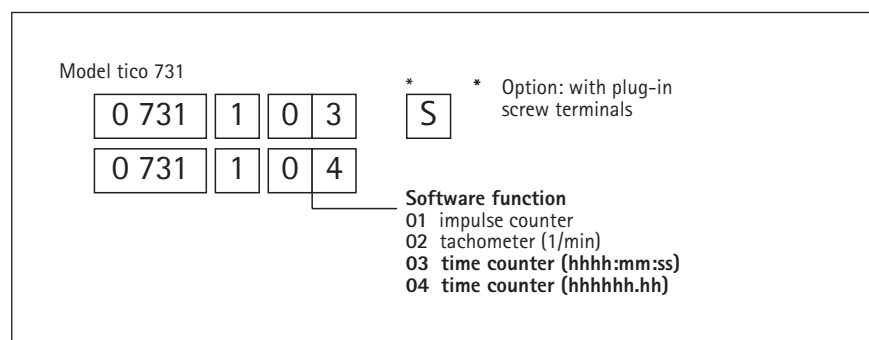 Model tico 731
* * Option: with plug-in
0 731 1 0 3 S screw terminals
0 731 1 0 4
Software function
01 impulse counter
02 tachometer (1/min)
03 time counter (hhhh:mm:ss)
04 time counter (hhhhhh.hh)